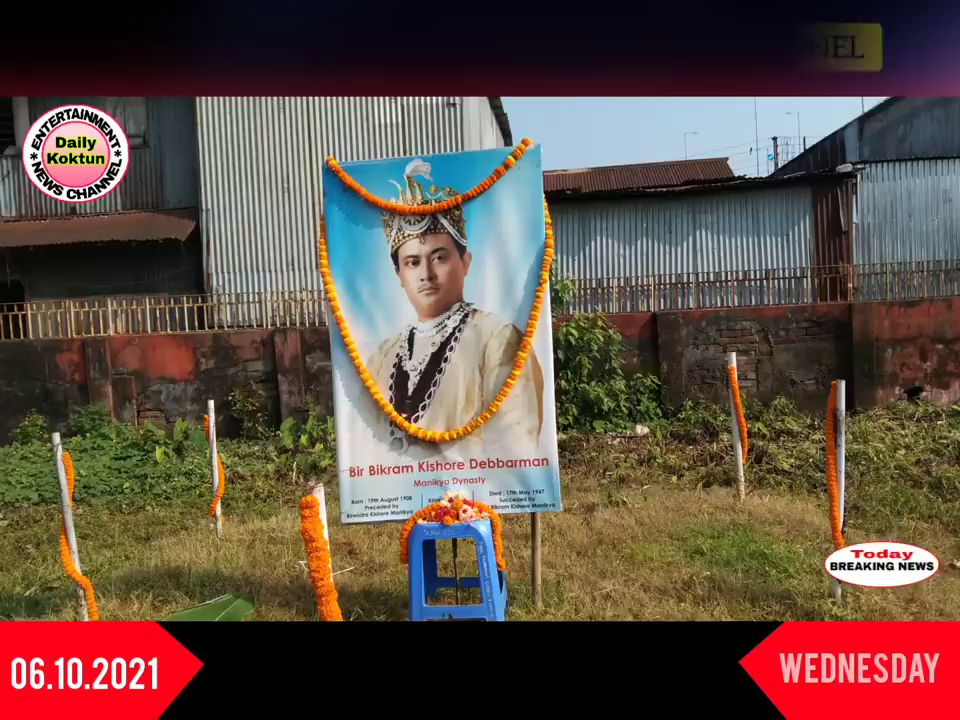 NEL
ENTERTAINMENT
Daily
Koktun
NEWS CHANNEL
Bir Bikram Kishore Debbarman
Manikya Dynasty
Born : 19th August 1908
Preceded by
Birendra Kishore Manikya
Died : 17th May 1947
Succeeded by
Bikram Kishore Manikya
Today
BREAKING NEWS
06.10.2021
WEDNESDAY